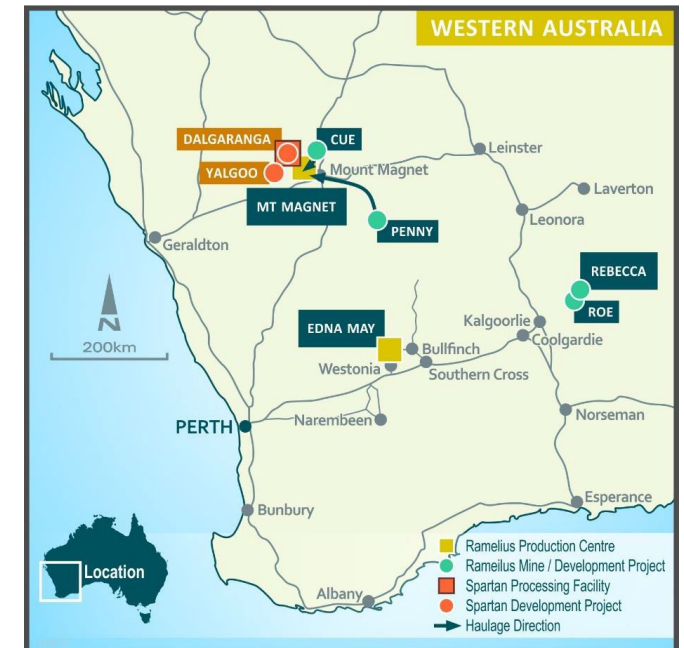 WESTERN AUSTRALIA
DALGARANGA
CUE
Leinster
YALGOO
Mount Magnet
Laverton
MT MAGNET
Leonora
PENNY
Geraldton
REBECCA
ROE
N
200km
EDNA MAY
Kalgoorlie
Coolgardie
Bullfinch
Westonia
Southern Cross
PERTH
Narembeen
Norseman
Esperance
Bunbury
Albany
Location
Ramelius Production Centre
Rameilus Mine / Development Project
Spartan Processing Facility
Spartan Development Project
Haulage Direction